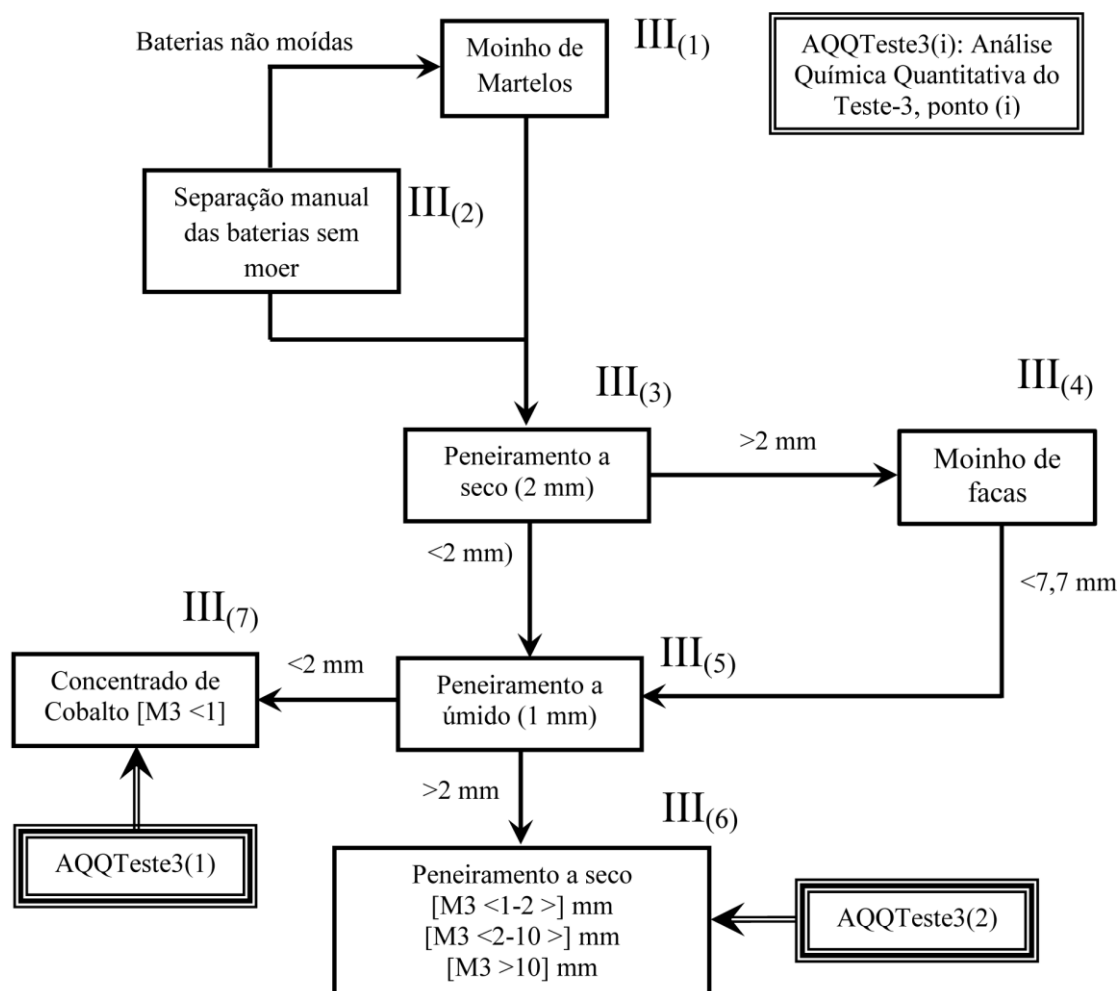 Baterias não moídas
Moinho de
Martelos
III(1)
AQQTeste3(i): Análise
Química Quantitativa do
Teste-3, ponto (i)
Separação manual
das baterias sem
moer
III(2)
III(3)
III(4)
Peneiramento a
seco (2 mm)
>2 mm
Moinho de
facas
<2 mm)
<7,7 mm
III(7)
III(5)
Concentrado de
Cobalto [M3 <1]
<2 mm
Peneiramento a
úmido (1 mm)
>2 mm
III(6)
AQQTeste3(1)
Peneiramento a seco
[M3 <1-2 >] mm
[M3 <2-10 >] mm
[M3 >10] mm
AQQTeste3(2)